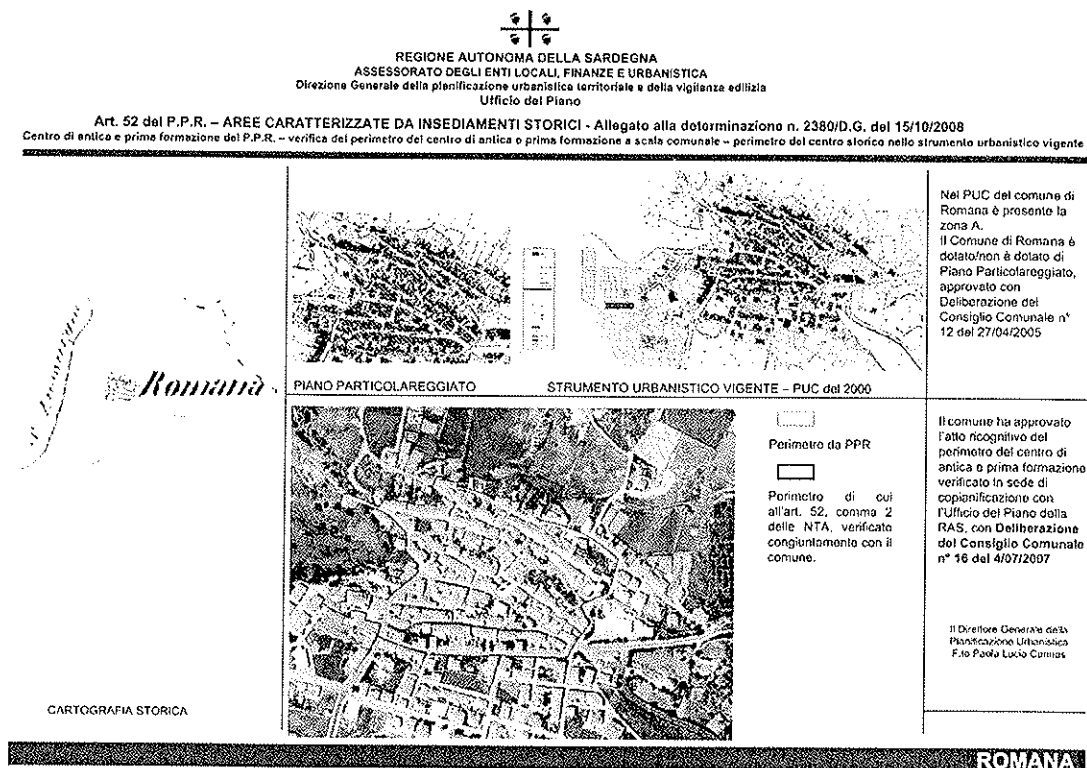 REGIONE AUTONOMA DELLA SARDEGNA
ASSESSORATO DEGLI ENTI LOCALI, FINANZE E URBANISTICA
Direzione Generale della pianificazione urbanistica territoriale e della vigilanza edilizia
Ufficio del Piano
Art. 52 del P.P.R. – AREE CARATTERIZZATE DA INSEDIAMENTI STORICI - Allegato alla determinazione n. 2380/D.G. del 15/10/2008
Centro di antica e prima formazione del P.P.R. – verifica del perimetro del centro di antica e prima formazione a scala comunale – perimetro del centro storico nello strumento urbanistico vigente
Romana
CARTOGRAFIA STORICA
PIANO PARTICOLAREGGIATO
STRUMENTO URBANISTICO VIGENTE – PUC del 2000
Nel PUC del comune di
Romana è presente la
zona A.
Il Comune di Romana è
dotato/non è dotato di
Piano Particolareggiato,
approvato con
Deliberazione del
Consiglio Comunale n°
12 del 27/04/2005
Perimetro da PPR
Perimetro di cui
all'art. 52, comma 2
delle NTA, verificato
congiuntamente con il
comune.
Il comune ha approvato
l'atto ricognitivo del
perimetro del centro di
antica e prima formazione
verificato in sede di
copianificazione con
l'Ufficio del Piano della
RAS, con Deliberazione
del Consiglio Comunale
n° 16 del 4/07/2007
Il Direttore Generale della
Pianificazione Urbanistica
F.to Paola Lucia Cannas
ROMANA